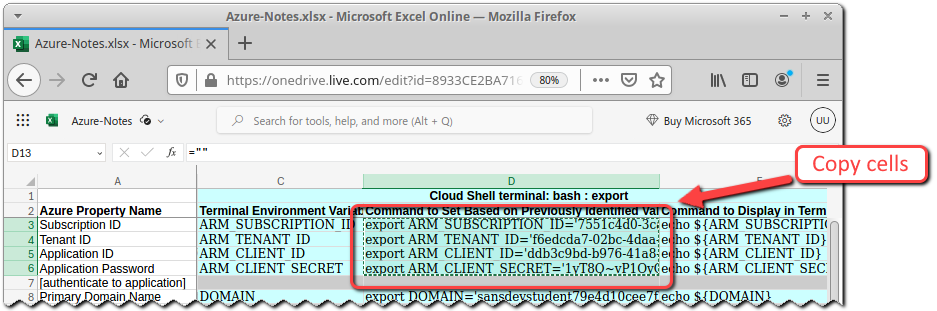 Azure-Notes.xlsx - Microsoft Excel Online — Mozilla Firefox
Azure-Notes.xlsx - Microsoft E
https://onedrive.live.com/edit?id=8933CE2BA716 80%
Azure-Notes Search for tools, help, and more (Alt + Q) Buy Microsoft 365 UU
D13 fx =""
Copy cells
A C D E
1 Cloud Shell terminal: bash : export
2 Azure Property Name Terminal Environment Varia Command to Set Based on Previously Identified Val Command to Display in Term
3 Subscription ID ARM_SUBSCRIPTION_ID export ARM_SUBSCRIPTION_ID='7551c4d0-3c echo ${ARM_SUBSC
4 Tenant ID ARM_TENANT_ID export ARM_TENANT_ID='f6edcda7-02bc-4daa- echo ${ARM_TENANT_ID}
5 Application ID ARM_CLIENT_ID export ARM_CLIENT_ID='ddb3c9bd-b976-41a8- echo ${ARM_CLIENT_ID}
6 Application Password ARM_CLIENT_SECRET export ARM_CLIENT_SECRET='1yT8Q~vP1Oy echo ${ARM_CLIENT_SEC
7 [authenticate to application]
8 Primary Domain Name DOMAIN export DOMAIN='sansdevstudent79e4d10cee7f echo ${DOMAIN}